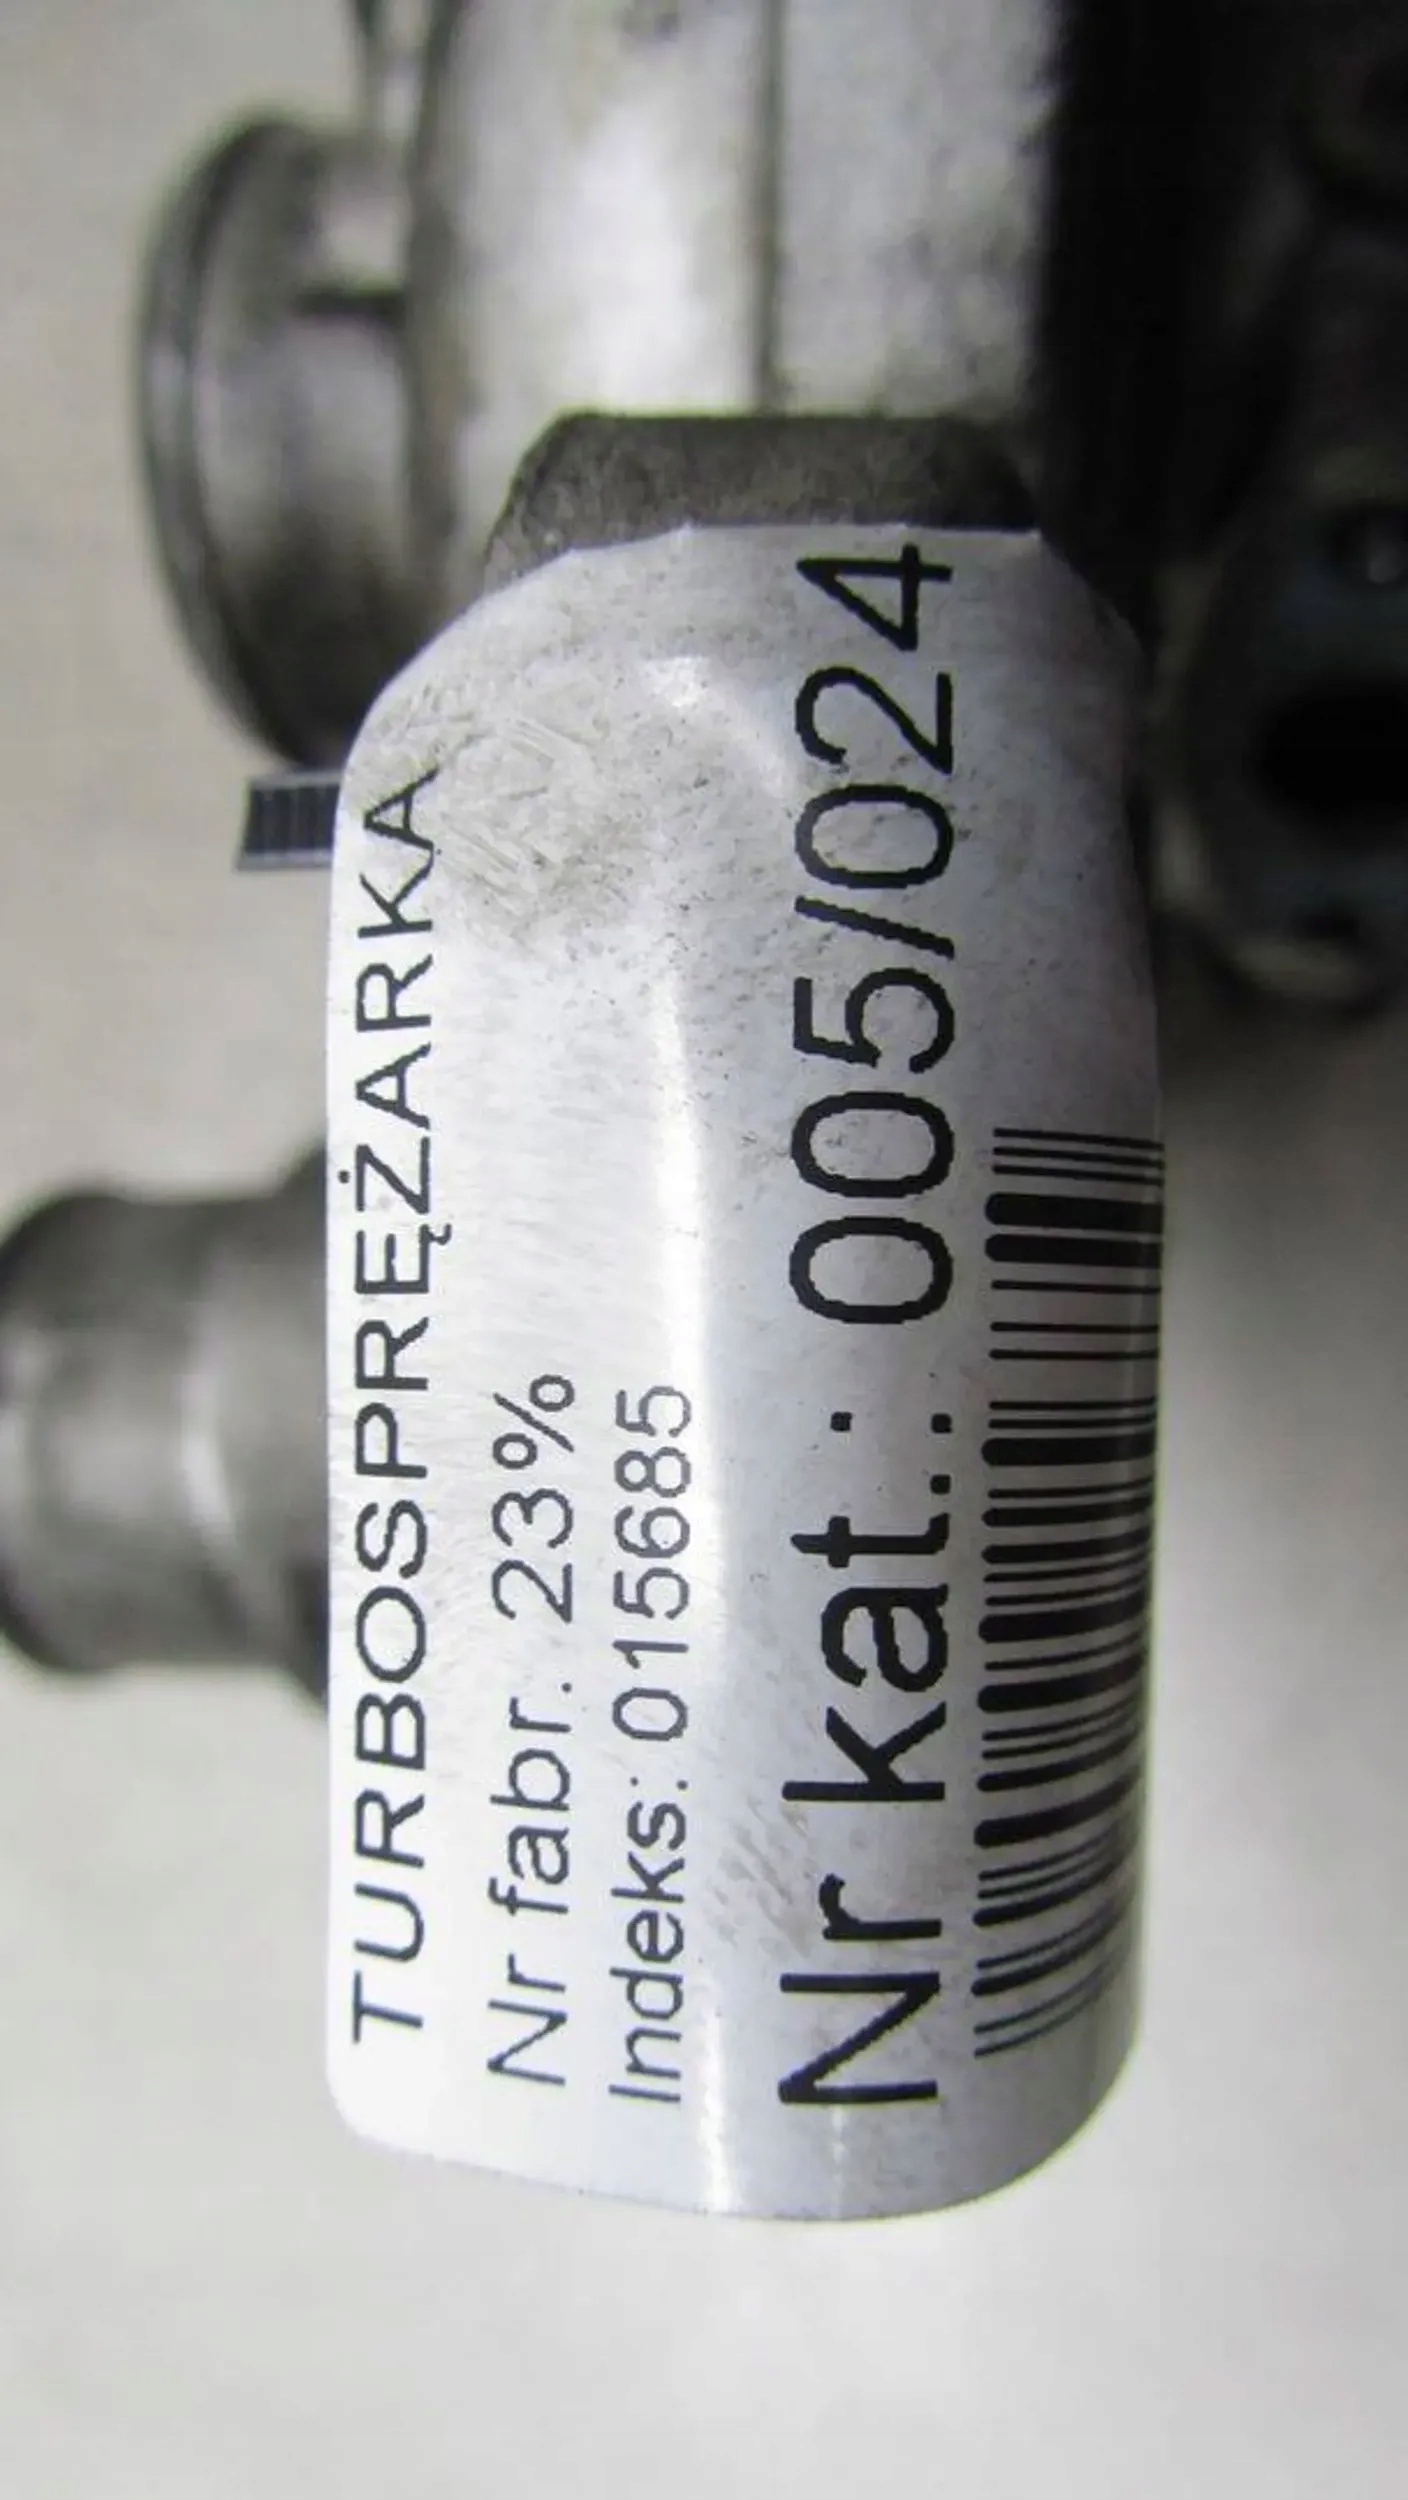 TURBOSPRĘŻARKA
Nr fabr. 23%
Indeks: 015685
Nr kat.: 005/024